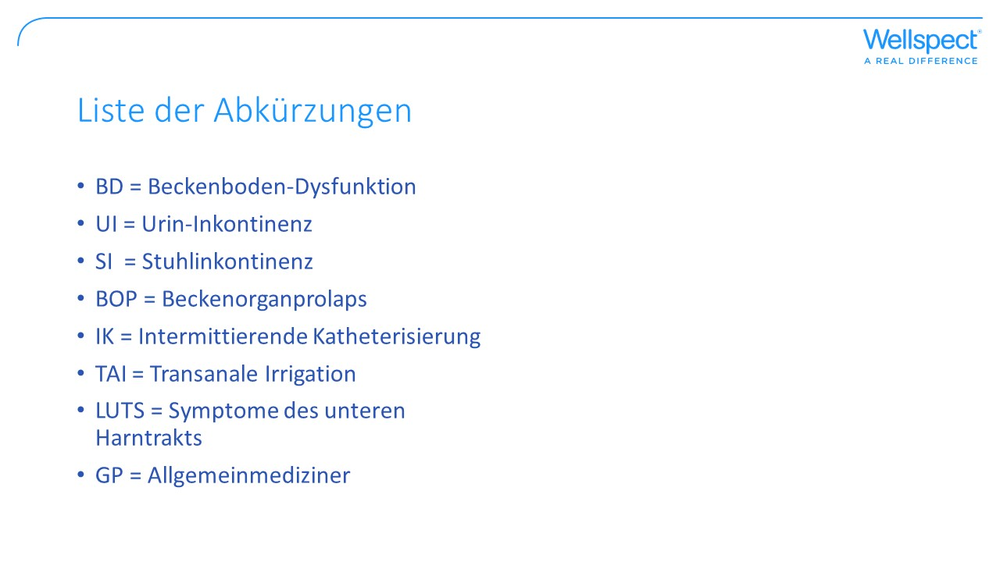 Wellspect®
A REAL DIFFERENCE
Liste der Abkürzungen
• BD = Beckenboden-Dysfunktion
• UI = Urin-Inkontinenz
• SI  = Stuhlinkontinenz
• BOP = Beckenorganprolaps
• IK = Intermittierende Katheterisierung
• TAI = Transanale Irrigation
• LUTS = Symptome des unteren
Harntrakts
• GP = Allgemeinmediziner